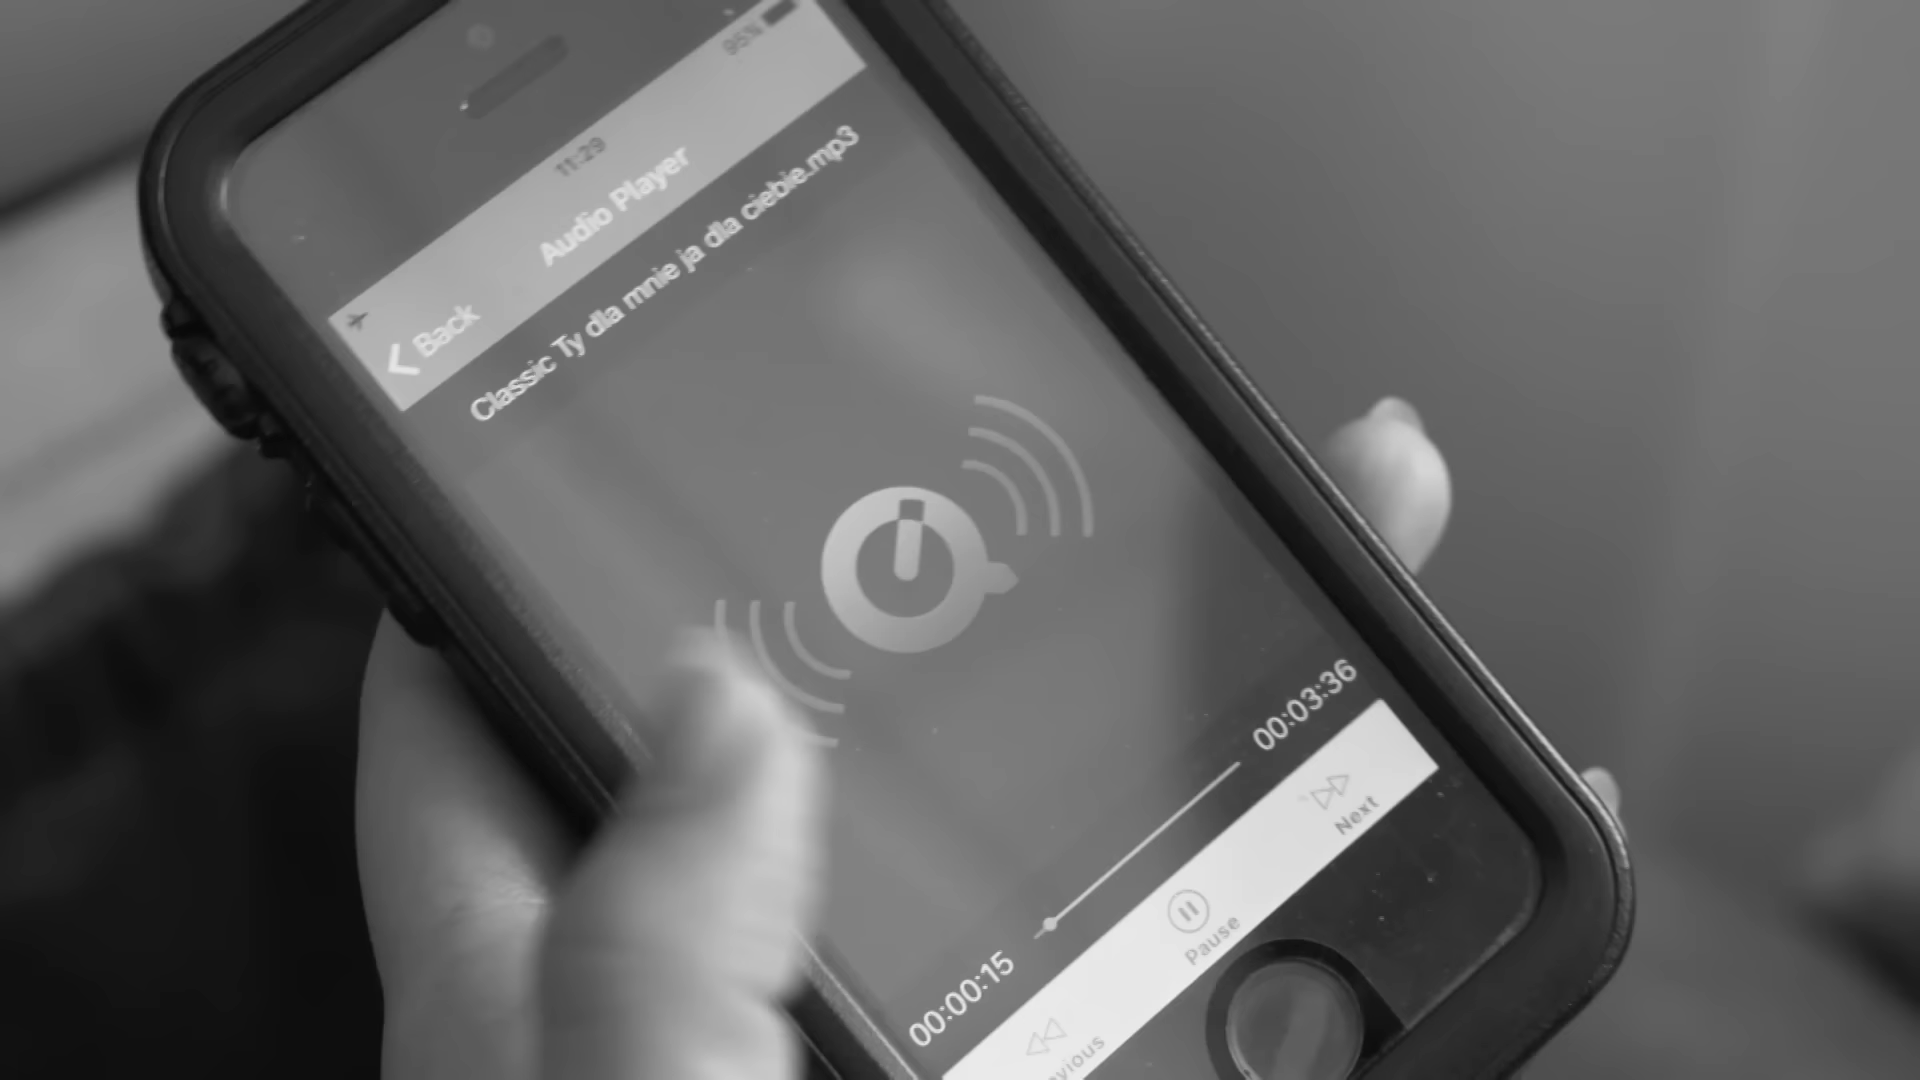 95%
11:29
Back
Audio Player
Classic Ty dla mnie ja dla ciebie.mp3
00:00:15
00:03:36
Pause
Next